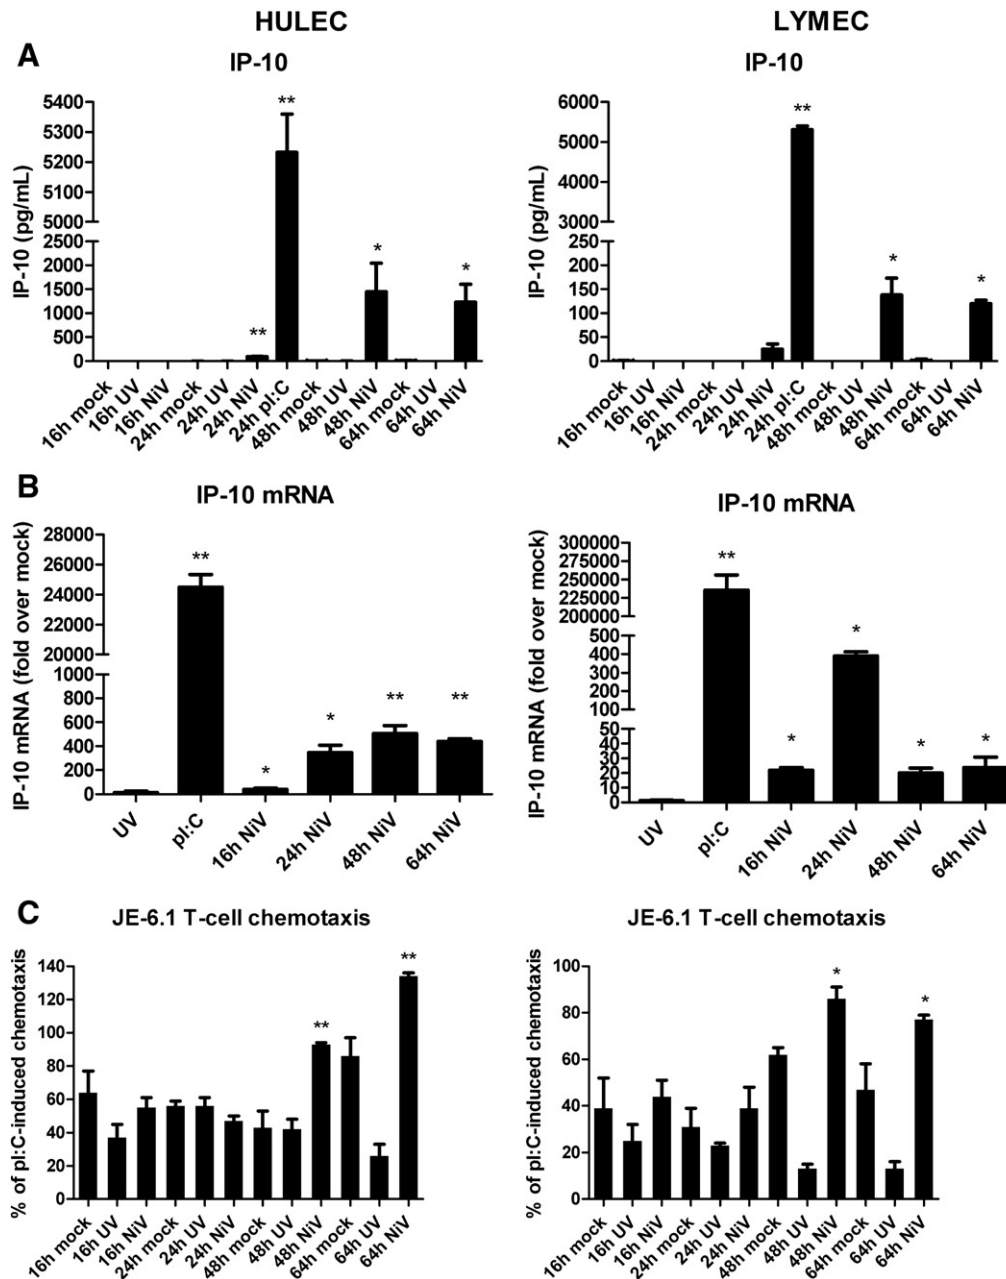 HULEC
LYMEC
A
IP-10
IP-10 (pg/mL)
5400
5300
5200
5100
5000
2500
2000
1500
1000
500
0
**
**
*
*
16h mock
16h UV
16h NiV
24h mock
24h UV
24h NiV
24h pI:C
48h mock
48h UV
48h NiV
64h mock
64h UV
64h NiV
IP-10
IP-10 (pg/mL)
6000
5000
4000
3000
200
150
100
50
0
**
*
*
16h mock
16h UV
16h NiV
24h mock
24h UV
24h NiV
24h pI:C
48h mock
48h UV
48h NiV
64h mock
64h UV
64h NiV
B
IP-10 mRNA
IP-10 mRNA (fold over mock)
28000
26000
24000
22000
20000
1000
800
600
400
200
0
**
*
*
**
**
UV
pI:C
16h NiV
24h NiV
48h NiV
64h NiV
IP-10 mRNA
IP-10 mRNA (fold over mock)
300000
275000
250000
225000
200000
500
400
300
200
100
50
40
30
20
10
0
**
*
*
*
*
UV
pI:C
16h NiV
24h NiV
48h NiV
64h NiV
C
JE-6.1 T-cell chemotaxis
% of pI:C-induced chemotaxis
140
120
100
80
60
40
20
0
**
**
16h mock
16h UV
16h NiV
24h mock
24h UV
24h NiV
48h mock
48h UV
48h NiV
64h mock
64h UV
64h NiV
JE-6.1 T-cell chemotaxis
% of pI:C-induced chemotaxis
100
80
60
40
20
0
*
*
16h mock
16h UV
16h NiV
24h mock
24h UV
24h NiV
48h mock
48h UV
48h NiV
64h mock
64h UV
64h NiV